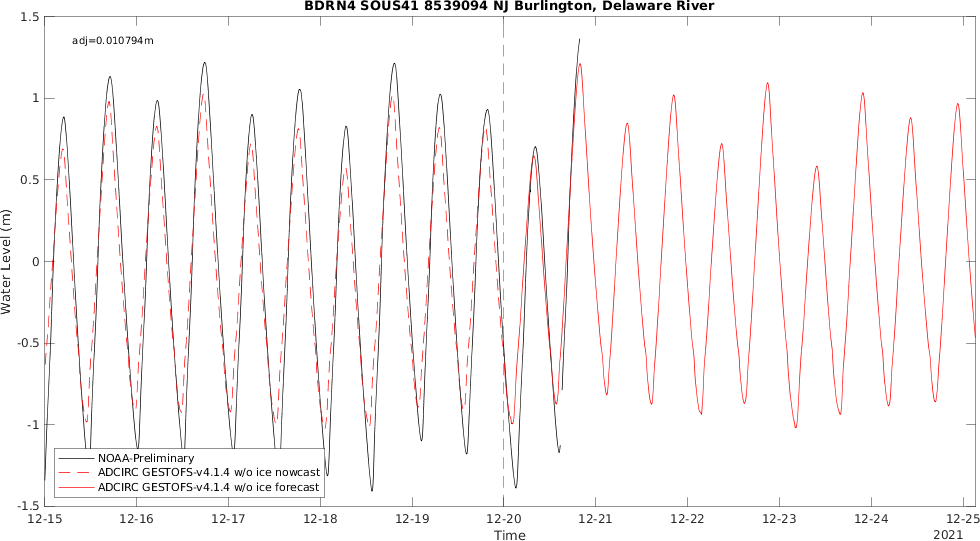 BDRN4 SOUS41 8539094 NJ Burlington, Delaware River
adj=0.010794m
1.5
1
0.5
0
-0.5
-1
-1.5
Water Level (m)
NOAA-Preliminary
ADCIRC GESTOFS-v4.1.4 w/o ice nowcast
ADCIRC GESTOFS-v4.1.4 w/o ice forecast
12-15 12-16 12-17 12-18 12-19 12-20 12-21 12-22 12-23 12-24 12-25
Time
2021